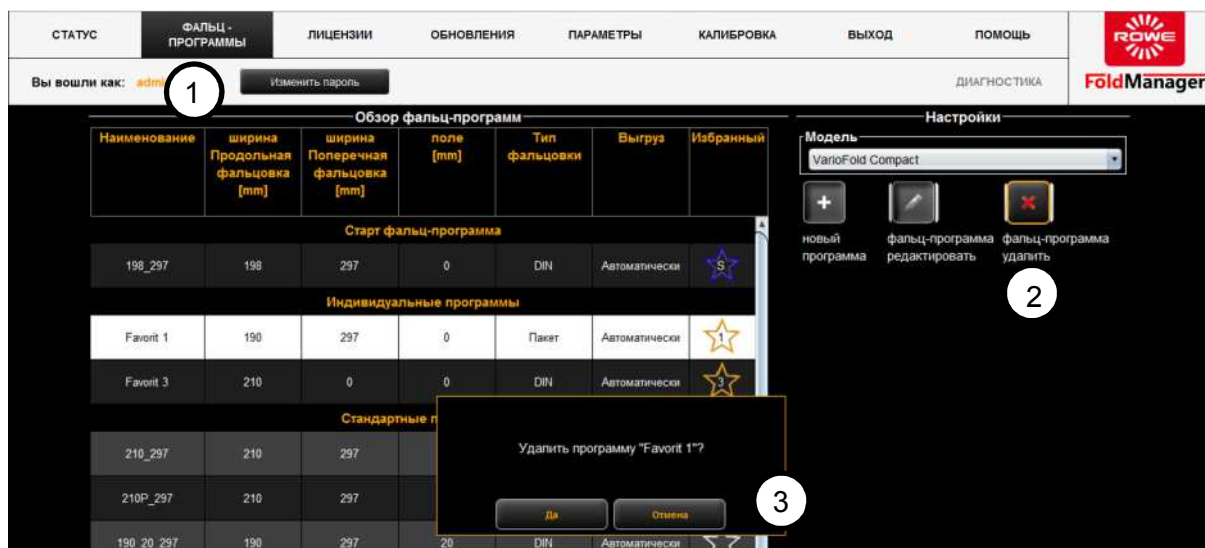 СТАТУС
ФАЛЬЦ -
ПРОГРАММЫ
ЛИЦЕНЗИИ
ОБНОВЛЕНИЯ
ПАРАМЕТРЫ
КАЛИБРОВКА
ВЫХОД
ПОМОЩЬ
ROWE
Вы вошли как:
1
Изменить пароль
ДИАГНОСТИКА
FoldManager
Обзор фальц-программ
Наименование
ширина
Продольная
фальцовка
[mm]
ширина
Поперечная
фальцовка
[mm]
поле
[mm]
Тип
фальцовки
Выгруз
Избранный
Старт фальц-программа
198_297 198 297 0 DIN Автоматически S
Индивидуальные программы
Favorit 1 190 297 0 Пакет Автоматически 1
Favorit 3 210 0 0 DIN Автоматически 3
Стандартные
210_297 210 297
210P_297 210 297
190_20_297 190 297 20 DIN Автоматически
Удалить программу "Favorit 1"?
Да
Отмена
3
Настройки
Модель
VarioFold Compact
новый
программа
фальц-программа
редактировать
фальц-программа
удалить
2